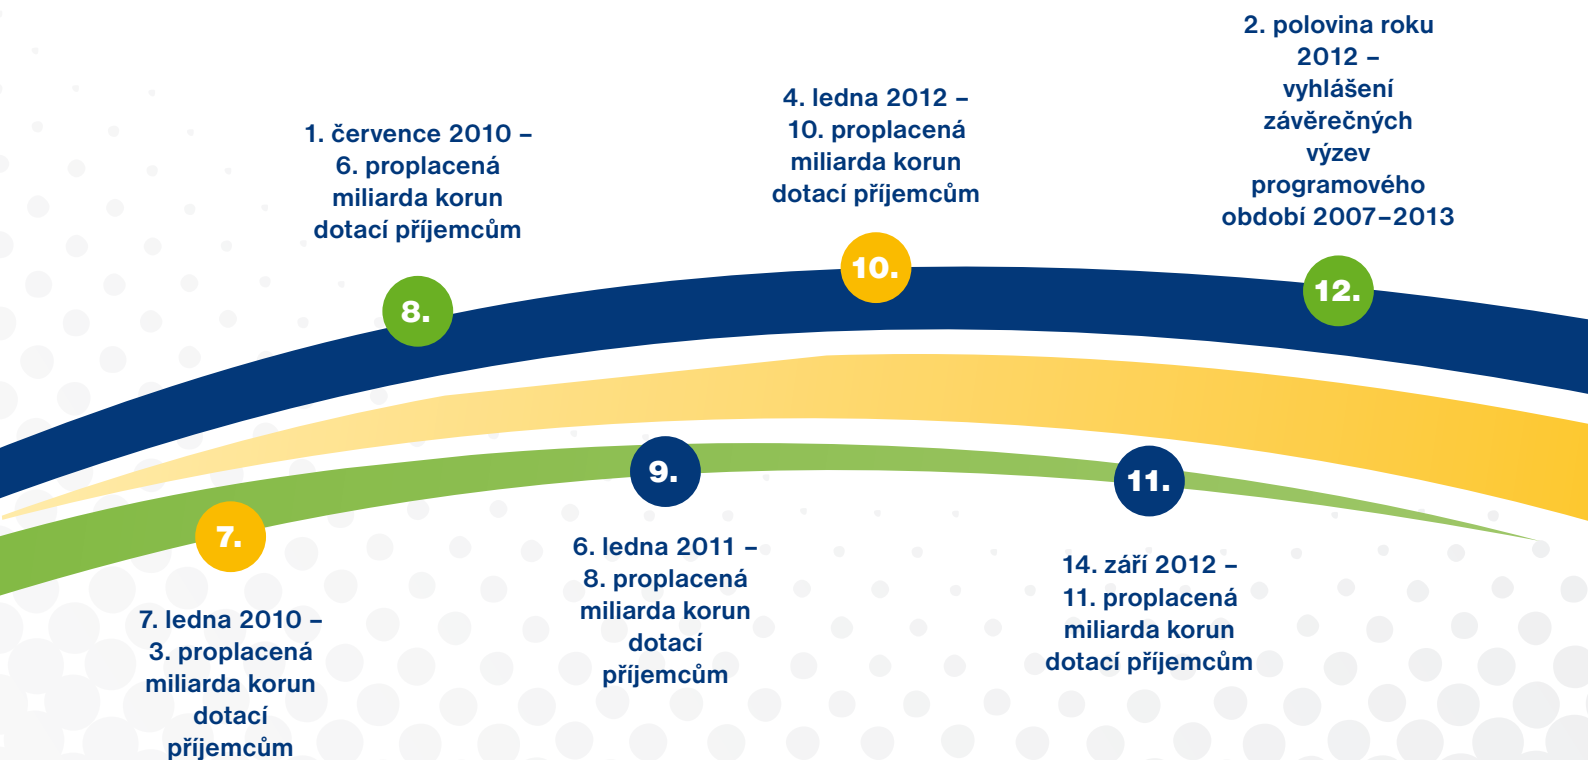 7.
7. ledna 2010 –
3. proplacená
miliarda korun
dotací
příjemcům
8.
1. července 2010 –
6. proplacená
miliarda korun
dotací příjemcům
9.
6. ledna 2011 –
8. proplacená
miliarda korun
dotací
příjemcům
10.
4. ledna 2012 –
10. proplacená
miliarda korun
dotací příjemcům
11.
14. září 2012 –
11. proplacená
miliarda korun
dotací příjemcům
12.
2. polovina roku
2012 –
vyhlášení
závěrečných
výzev
programového
období 2007–2013